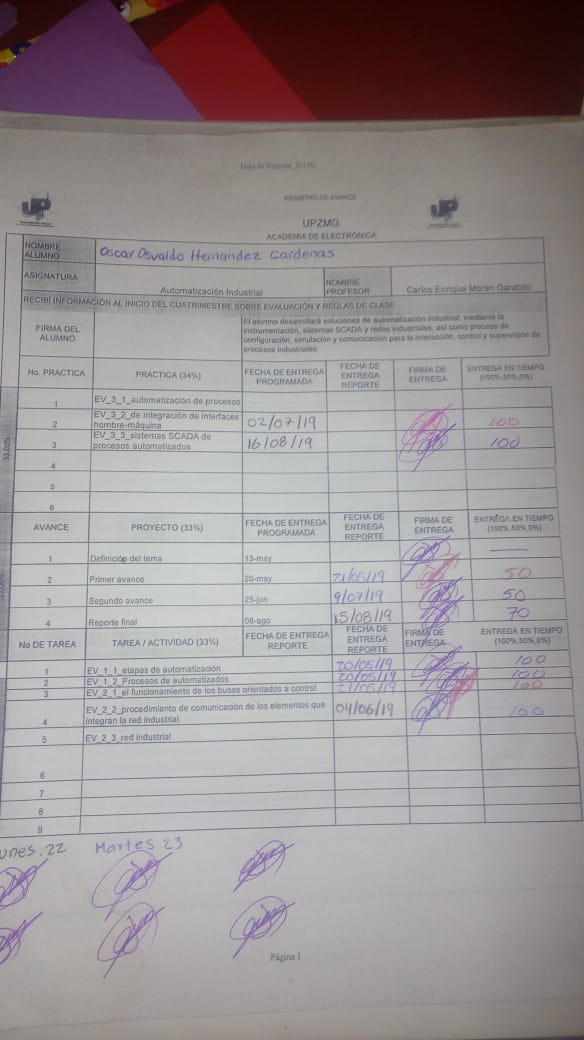 Hoja de Registro_2019b
REGISTRO DE AVANCE
UP UP
UPZMG
ACADEMIA DE ELECTRÓNICA
NOMBRE ALUMNO Oscar Osvaldo Hernandez Cardenas
ASIGNATURA Automatización Industrial NOMBRE PROFESOR Carlos Enrique Morán Garabito
RECIBÍ INFORMACIÓN AL INICIO DEL CUATRIMESTRE SOBRE EVALUACIÓN Y REGLAS DE CLASE
FIRMA DEL ALUMNO El alumno desarrollará soluciones de automatización industrial, mediante la
instrumentación, sistemas SCADA y redes industriales, así como proceso de
configuración, simulación y comunicación para la interacción, control y supervisión de
procesos industriales.
No. PRACTICA PRÁCTICA (34%) FECHA DE ENTREGA PROGRAMADA FECHA DE ENTREGA REPORTE FIRMA DE ENTREGA ENTREGA EN TIEMPO (100%,50%,0%)
1 EV_3_1_automatización de procesos
2 EV_3_2_de integración de interfaces hombre-máquina 02/07/19 100
3 EV_3_3_sistemas SCADA de procesos automatizados 16/08/19 100
4
5
6
33.00%
AVANCE PROYECTO (33%) FECHA DE ENTREGA PROGRAMADA FECHA DE ENTREGA REPORTE FIRMA DE ENTREGA ENTREGA EN TIEMPO (100%,50%,0%)
1 Definición del tema 13-may
2 Primer avance 20-may 21/05/19 50
3 Segundo avance 25-jun 9/07/19 50
4 Reporte final 08-ago 15/08/19 70
No DE TAREA TAREA / ACTIVIDAD (33%) FECHA DE ENTREGA REPORTE FECHA DE ENTREGA REPORTE FIRMA DE ENTREGA ENTREGA EN TIEMPO (100%,50%,0%)
1 EV_1_1_etapas de automatización 20/05/19 100
2 EV_1_2_Procesos de automatizados 20/05/19 100
3 EV_2_1_el funcionamiento de los buses orientados a control 21/05/19 100
4 EV_2_2_procedimiento de comunicación de los elementos que integran la red industrial. 04/06/19 100
5 EV_2_3_red industrial
6
7
8
9
unes.22 Martes 23
Página 1